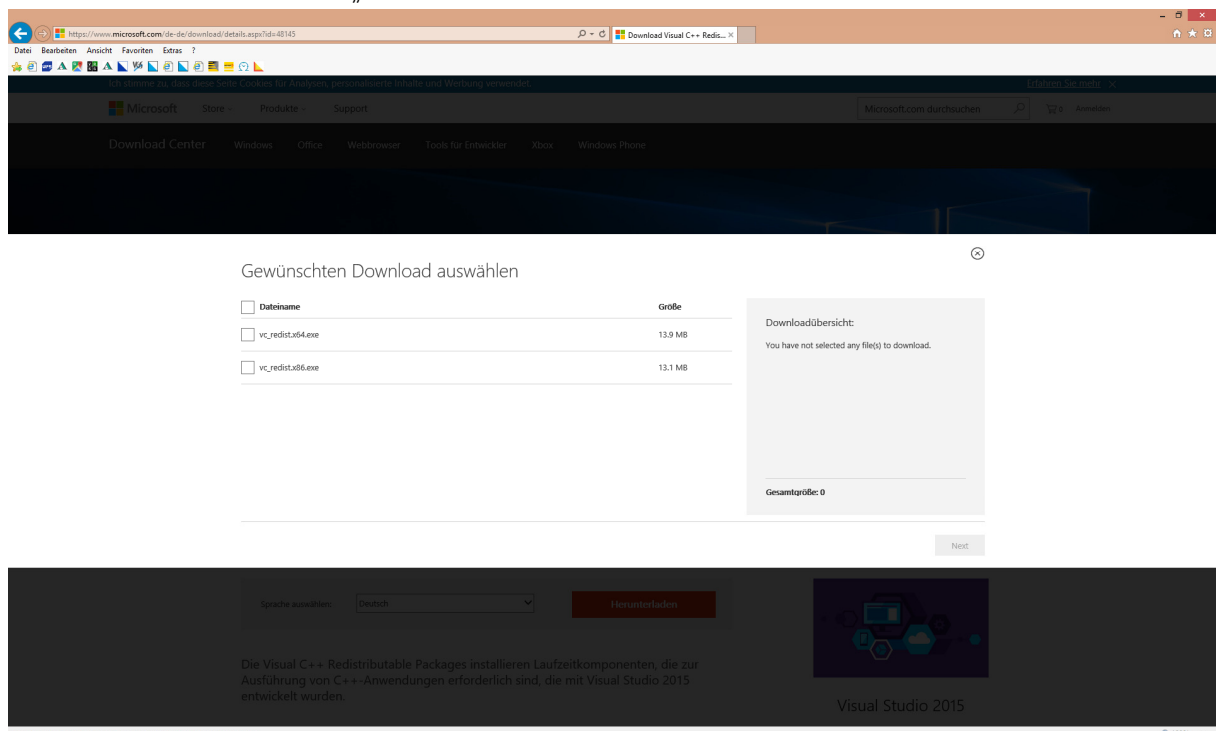 „
https://www.microsoft.com/de-de/download/details.aspx?id=48145
Download Visual C++ Redis...
Datei Bearbeiten Ansicht Favoriten Extras ?
Ich stimme zu, dass diese Seite Cookies für Analysen, personalisierte Inhalte und Werbung verwendet.
Erfahren Sie mehr
Microsoft Store Produkte Support
Microsoft.com durchsuchen
0 Anmelden
Download Center Windows Office Webbrowser Tools für Entwickler Xbox Windows Phone
Gewünschten Download auswählen
Dateiname Größe
vc_redist.x64.exe 13.9 MB
vc_redist.x86.exe 13.1 MB
Downloadübersicht:
You have not selected any file(s) to download.
Gesamtgröße: 0
Next
Sprache auswählen: Deutsch Herunterladen
Die Visual C++ Redistributable Packages installieren Laufzeitkomponenten, die zur
Ausführung von C++-Anwendungen erforderlich sind, die mit Visual Studio 2015
entwickelt wurden.
Visual Studio 2015